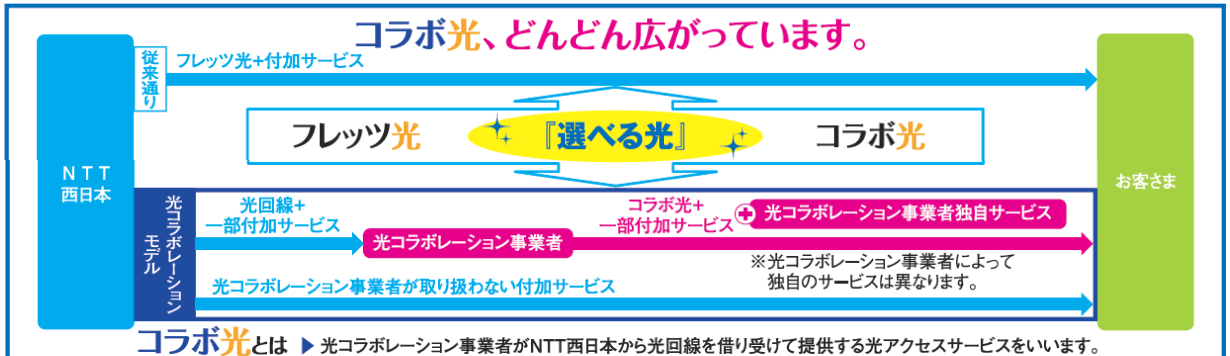 コラボ光、どんどん広がっています。
従来通り
フレッツ光+付加サービス
フレッツ光
『選べる光』
コラボ光
NTT
西日本
お客さま
光コラボレーション
モデル
光回線+
一部付加サービス
光コラボレーション事業者
コラボ光+
一部付加サービス
+
光コラボレーション事業者独自サービス
※光コラボレーション事業者によって
独自のサービスは異なります。
光コラボレーション事業者が取り扱わない付加サービス
コラボ光とは ▶ 光コラボレーション事業者がNTT西日本から光回線を借り受けて提供する光アクセスサービスをいいます。